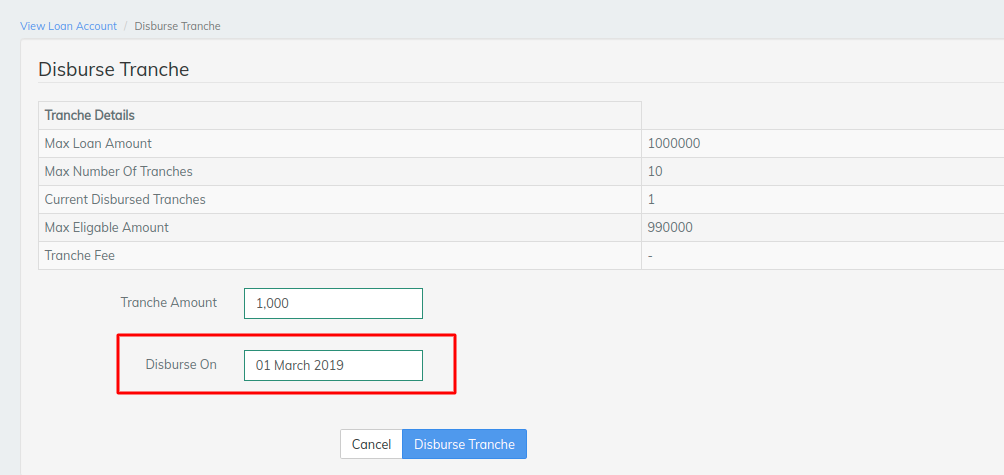 View Loan Account / Disburse Tranche
Disburse Tranche
Tranche Details
Max Loan Amount 1000000
Max Number Of Tranches 10
Current Disbursed Tranches 1
Max Eligable Amount 990000
Tranche Fee -
Tranche Amount 1,000
Disburse On 01 March 2019
Cancel Disburse Tranche